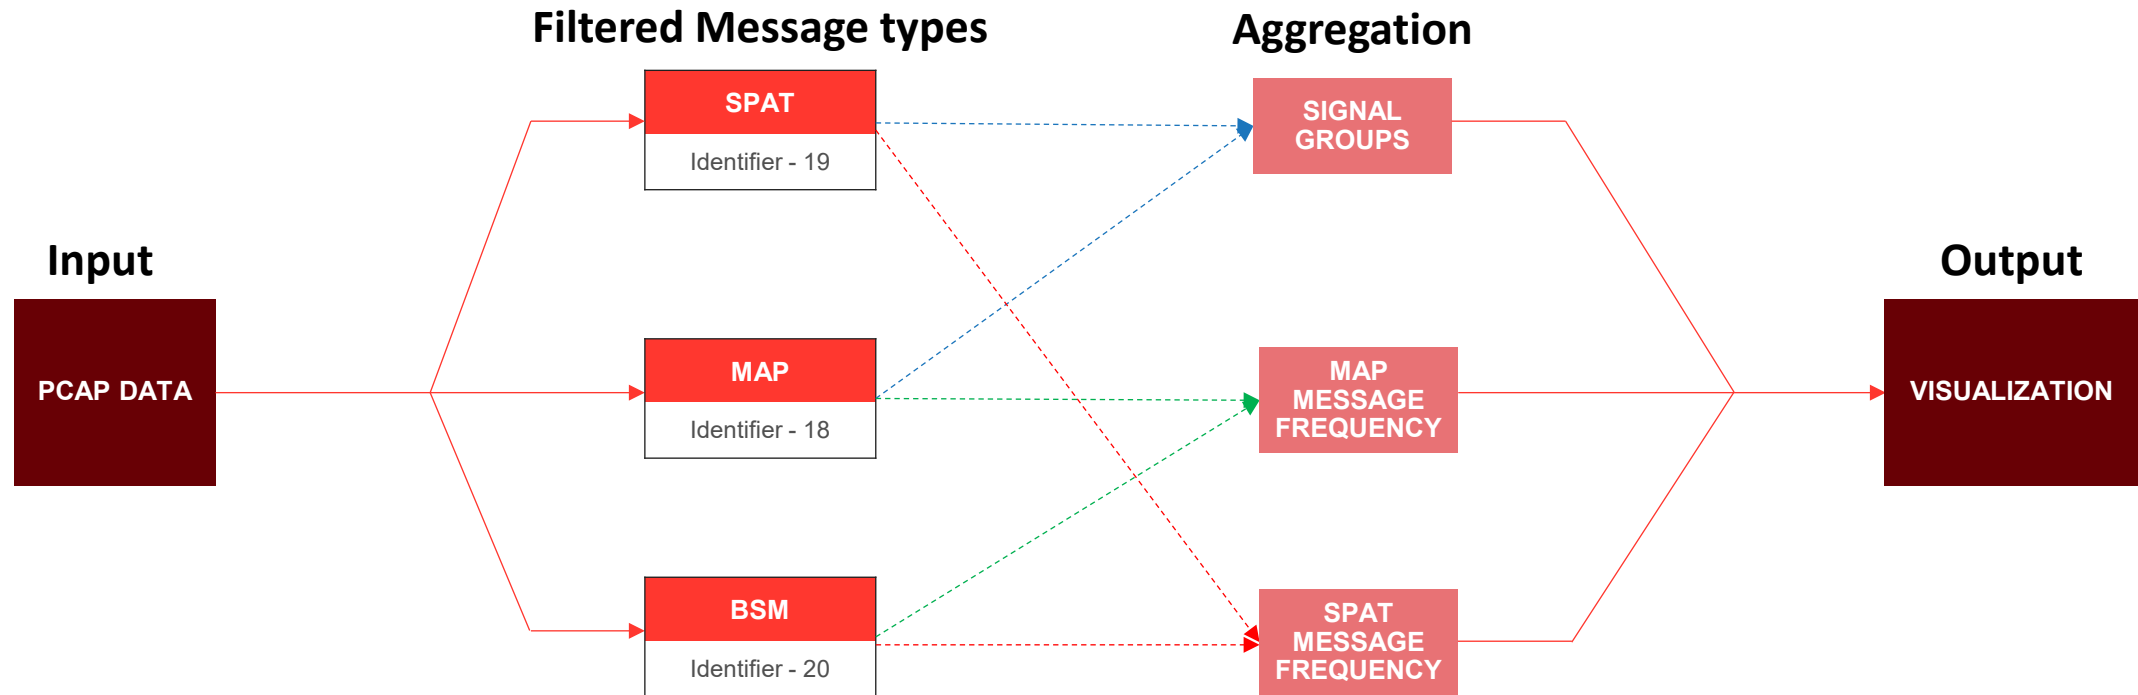 Filtered Message types
Aggregation
SPAT
Identifier - 19
SIGNAL
GROUPS
Input
Output
PCAP DATA
MAP
Identifier - 18
MAP
MESSAGE
FREQUENCY
VISUALIZATION
BSM
Identifier - 20
SPAT
MESSAGE
FREQUENCY